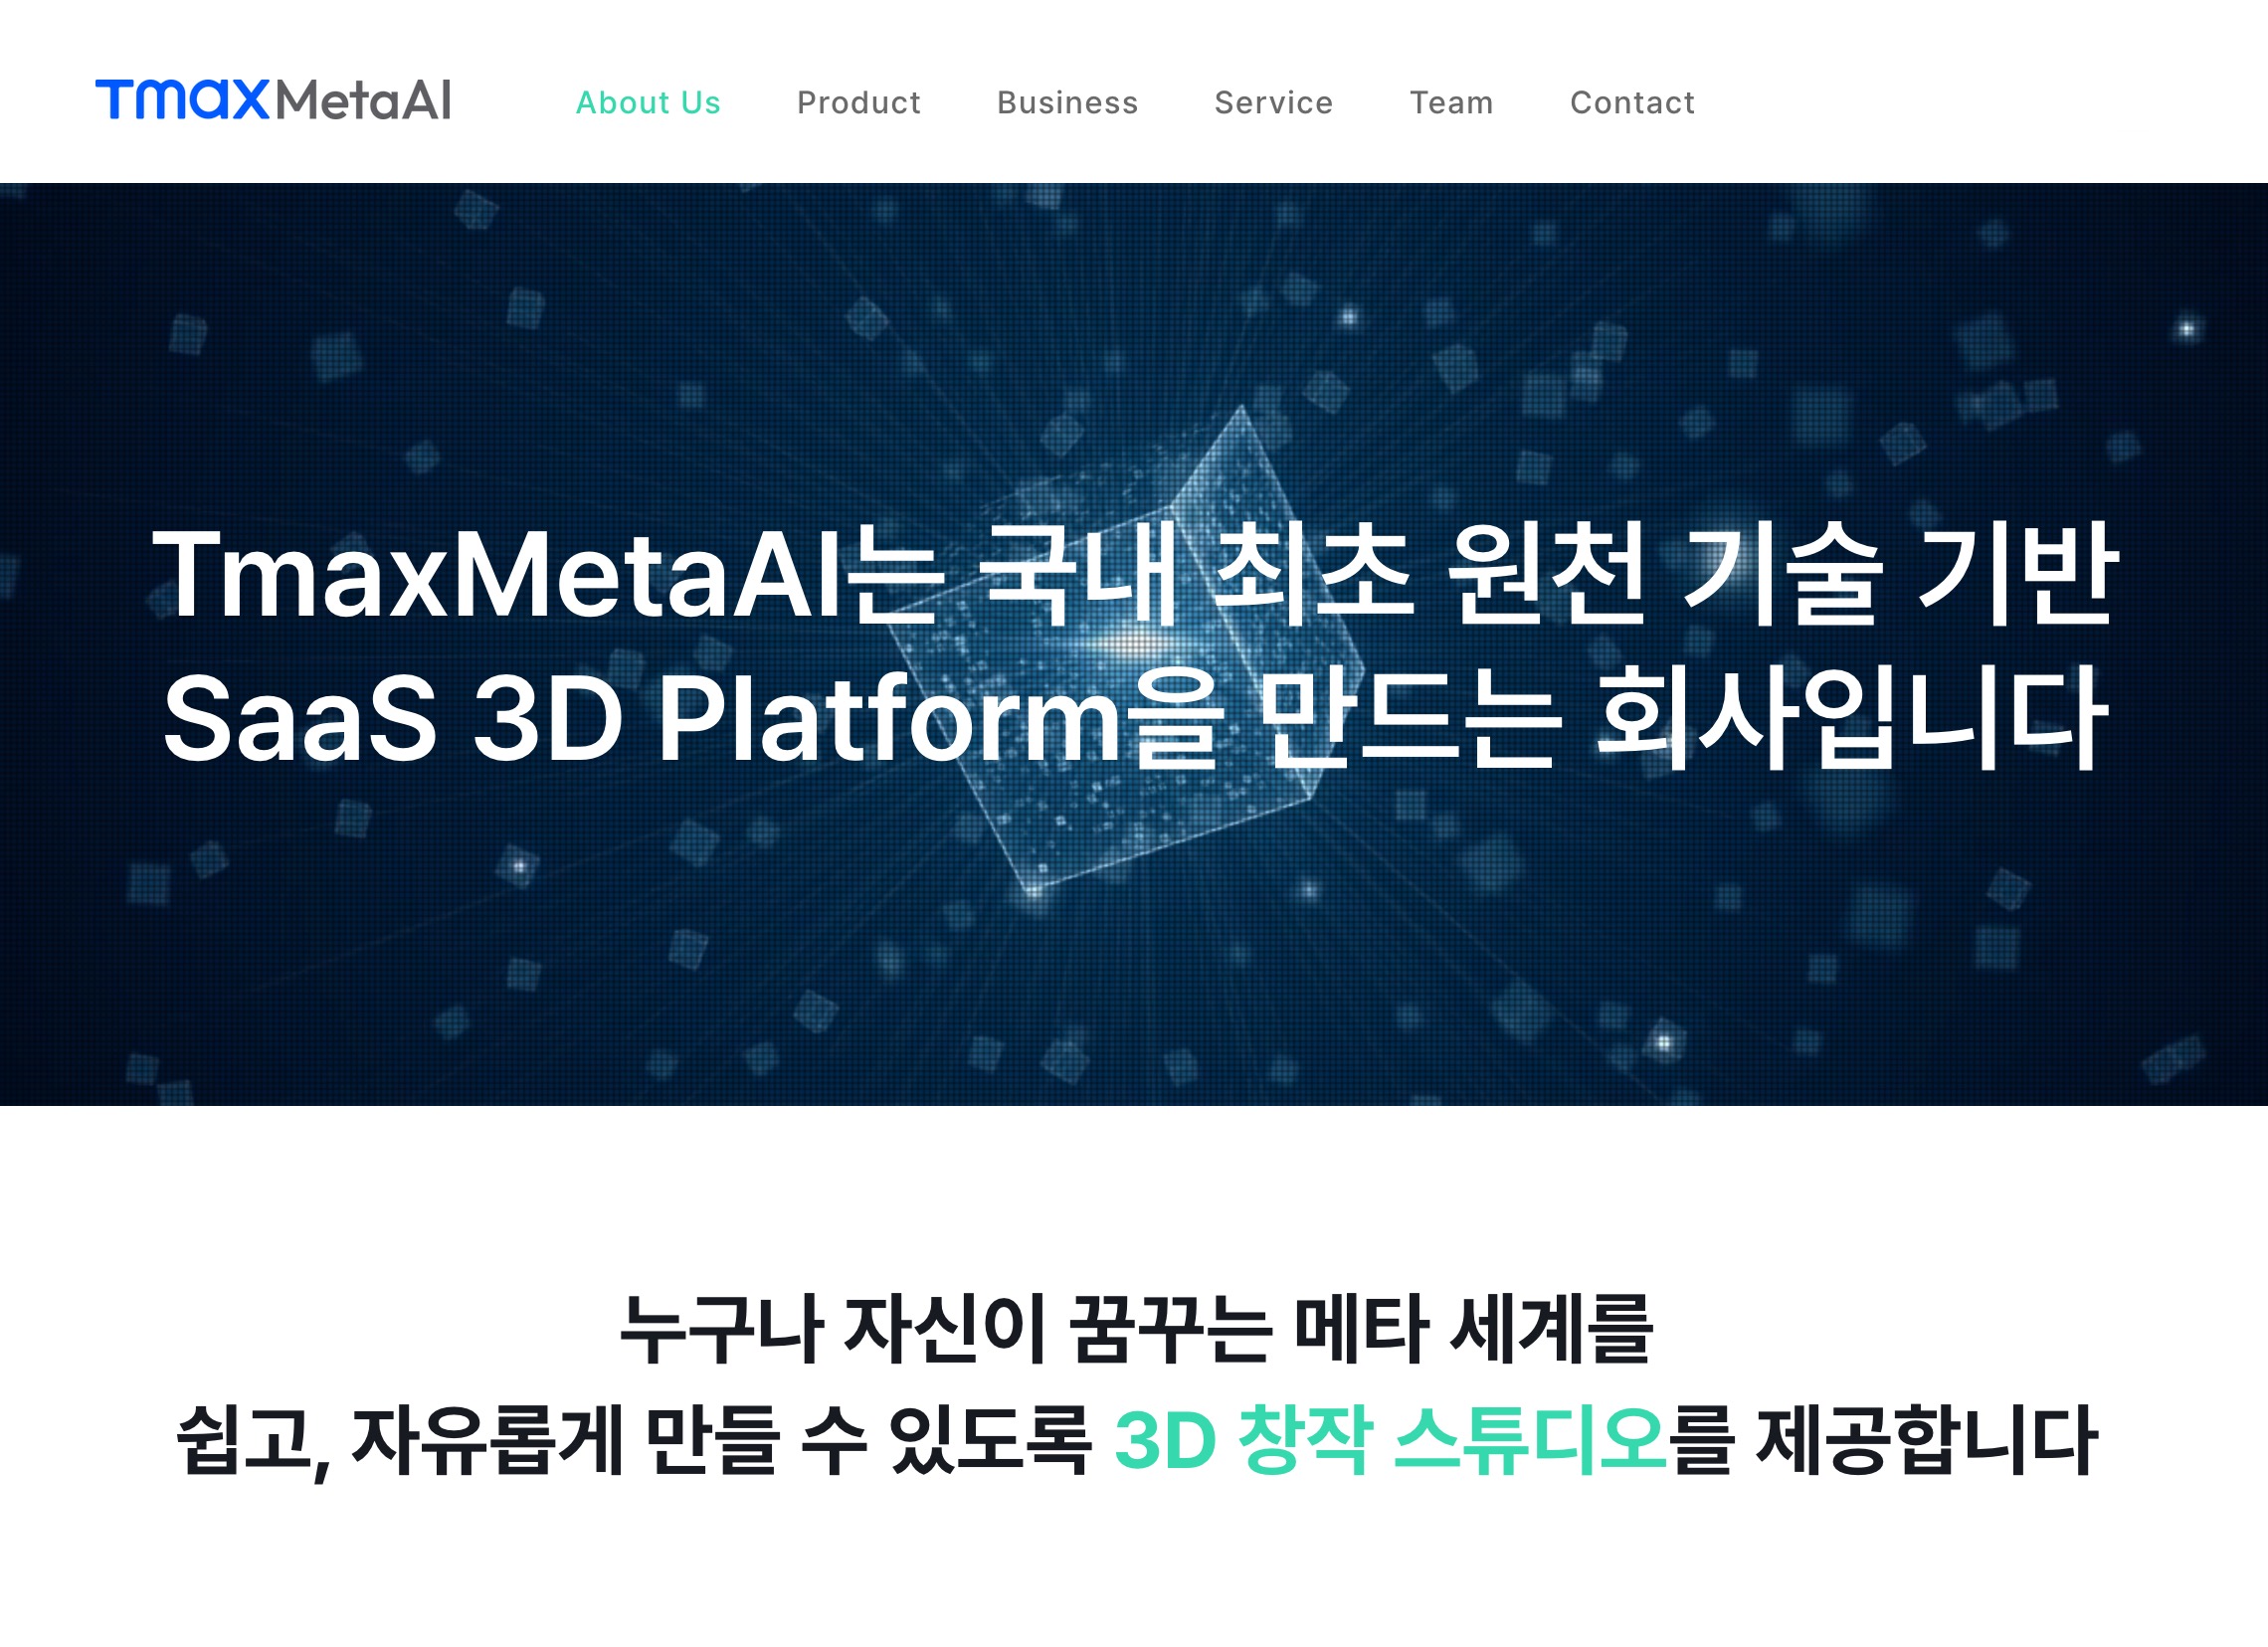 TmaxMetaAI
About Us Product Business Service Team Contact
TmaxMetaAI는 국내 최초 원천 기술 기반
SaaS 3D Platform을 만드는 회사입니다
누구나 자신이 꿈꾸는 메타 세계를
쉽고, 자유롭게 만들 수 있도록 3D 창작 스튜디오를 제공합니다